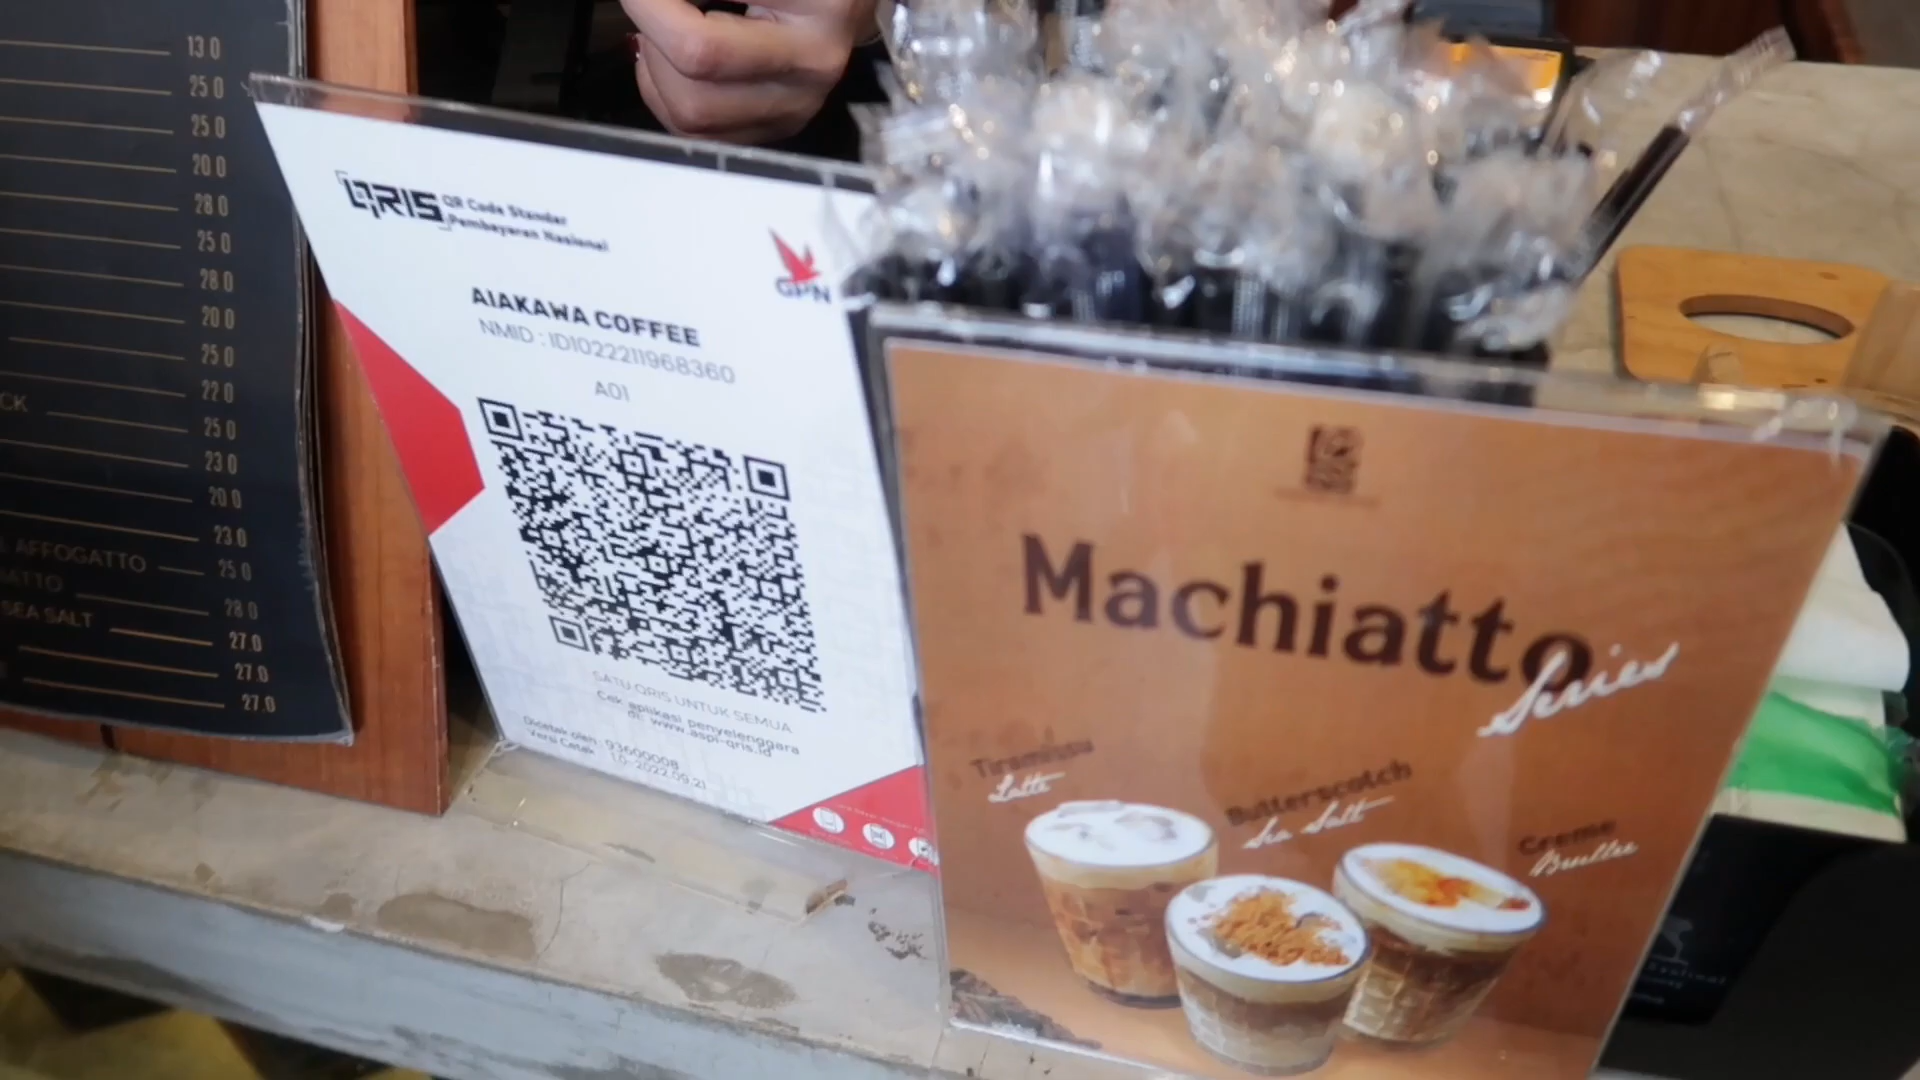 13 0
25 0
25 0
20 0
28 0
25 0
28 0
20 0
25 0
22 0
CK 25 0
23 0
20 0
23 0
AFFOGATTO 25 0
28 0
SEA SALT 27 0
27 0
27 0
QRIS QR Code Standar
Pembayaran Nasional
GPN
AIAKAWA COFFEE
NMID : ID1022211968360
A01
SATU QRIS UNTUK SEMUA
Cek aplikasi penyelenggara
di: www.aspi-qris.id
Dicetak oleh: 93600008
Versi Cetak: 1.0-2022.09.21
Machiatto
Series
Tiramissu
Latte
Butterscotch
Sea Salt
Creme
Brullee